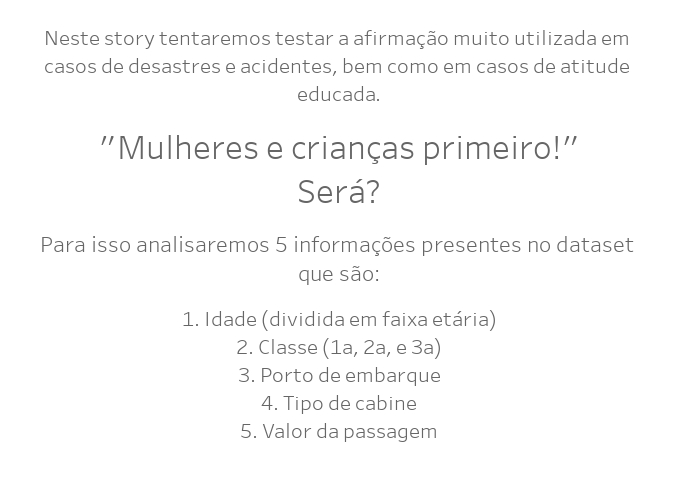 Neste story tentaremos testar a afirmação muito utilizada em
casos de desastres e acidentes, bem como em casos de atitude
educada.
"Mulheres e crianças primeiro!"
Será?
Para isso analisaremos 5 informações presentes no dataset
que são:
1. Idade (dividida em faixa etária)
2. Classe (1a, 2a, e 3a)
3. Porto de embarque
4. Tipo de cabine
5. Valor da passagem